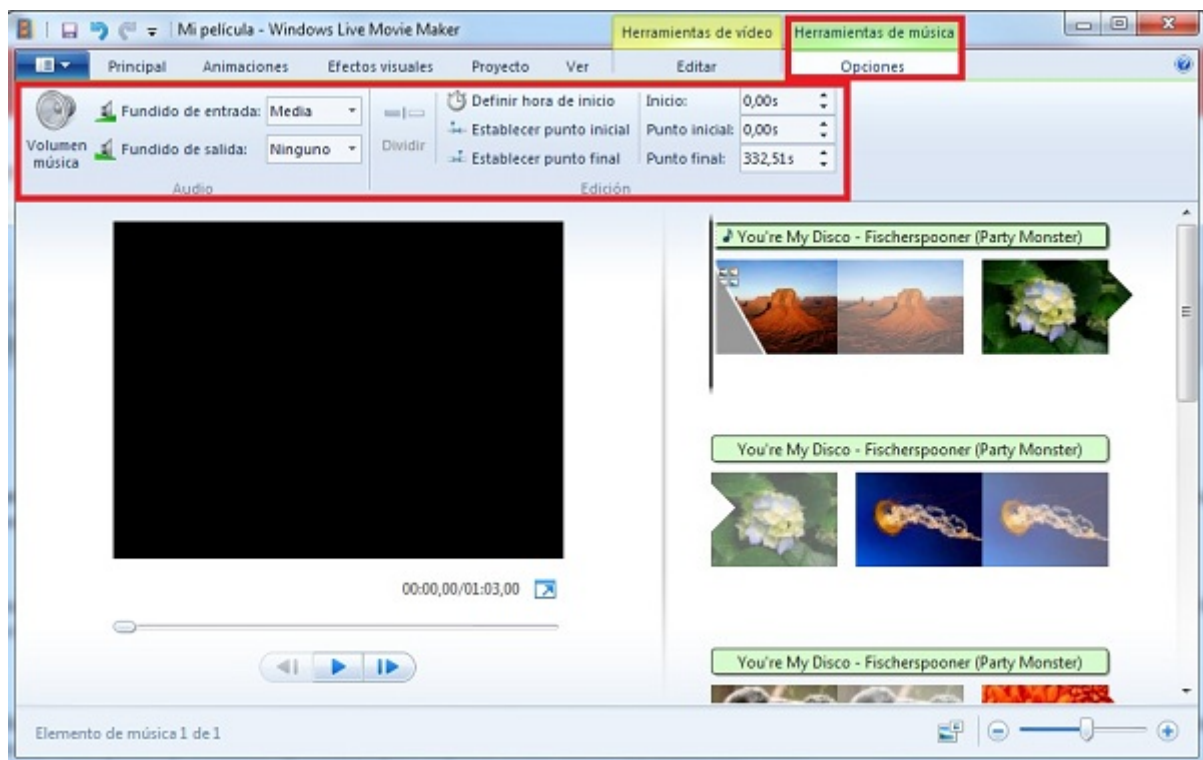 Mi película - Windows Live Movie Maker
Herramientas de vídeo
Herramientas de música
Principal
Animaciones
Efectos visuales
Proyecto
Ver
Editar
Opciones
Volumen
música
Fundido de entrada: Media
Fundido de salida: Ninguno
Audio
Dividir
Definir hora de inicio
Establecer punto inicial
Establecer punto final
Inicio: 0,00s
Punto inicial: 0,00s
Punto final: 332,51s
Edición
00:00,00/01:03,00
You're My Disco - Fischerspooner (Party Monster)
You're My Disco - Fischerspooner (Party Monster)
You're My Disco - Fischerspooner (Party Monster)
Elemento de música 1 de 1